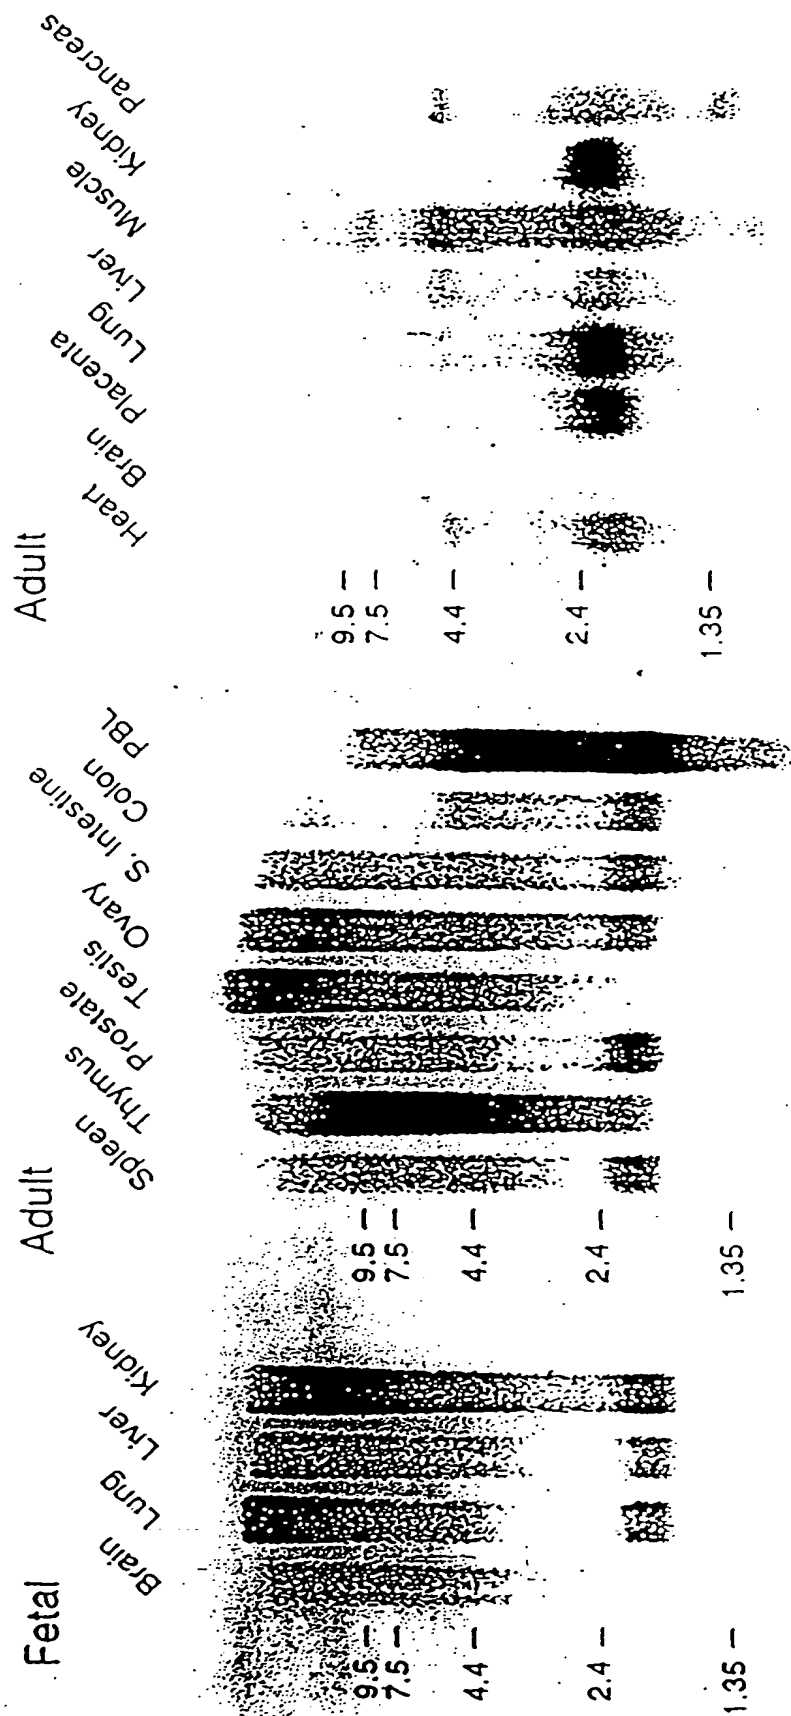 Fetal
Brain
Lung
Liver
Kidney
9.5
7.5
4.4
2.4
1.35
Adult
Spleen
Thymus
Prostate
Testis
Ovary
S. Intestine
Colon
PBL
9.5
7.5
4.4
2.4
1.35
Adult
Heart
Brain
Placenta
Lung
Liver
Muscle
Kidney
Pancreas
9.5
7.5
4.4
2.4
1.35